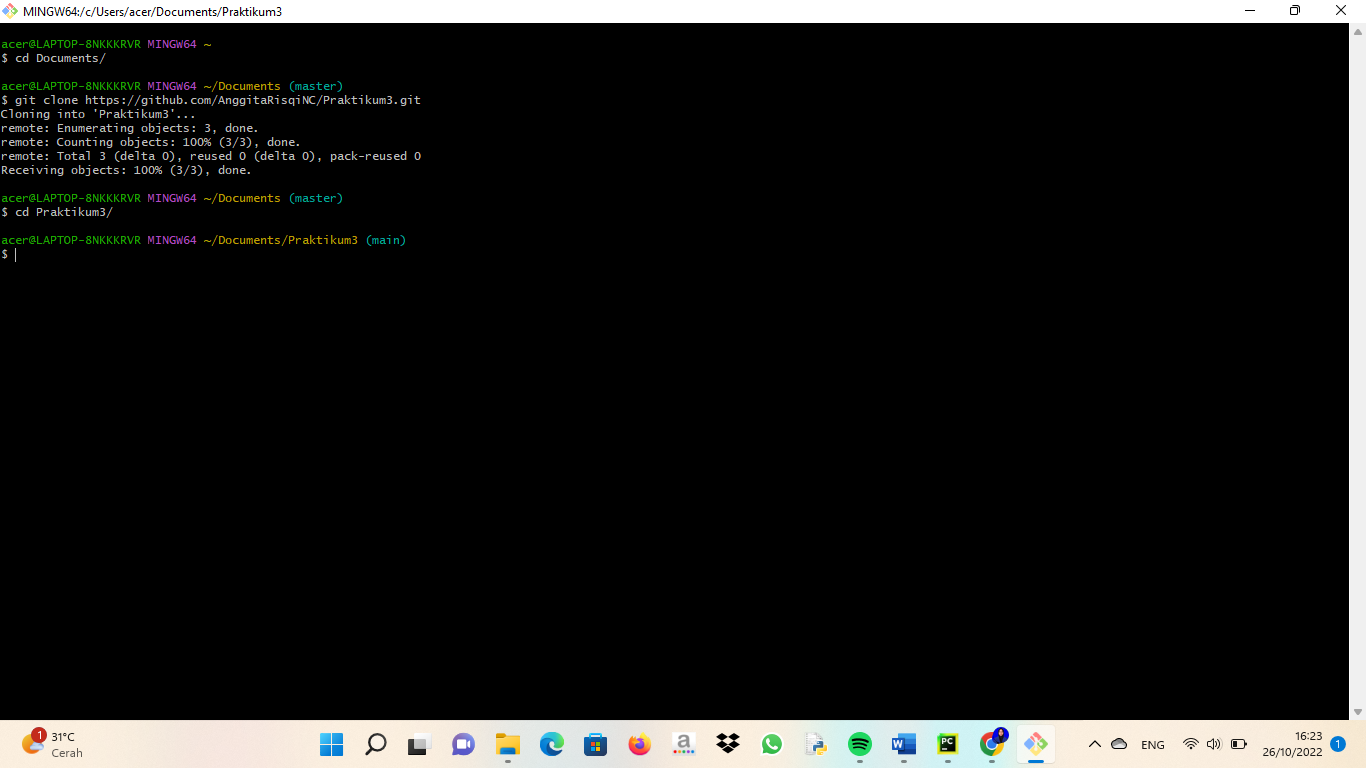 MINGW64:/c/Users/acer/Documents/Praktikum3
acer@LAPTOP-8NKKKRVR MINGW64 ~
$ cd Documents/
acer@LAPTOP-8NKKKRVR MINGW64 ~/Documents (master)
$ git clone https://github.com/AnggitaRisqiNC/Praktikum3.git
Cloning into 'Praktikum3'...
remote: Enumerating objects: 3, done.
remote: Counting objects: 100% (3/3), done.
remote: Total 3 (delta 0), reused 0 (delta 0), pack-reused 0
Receiving objects: 100% (3/3), done.
acer@LAPTOP-8NKKKRVR MINGW64 ~/Documents (master)
$ cd Praktikum3/
acer@LAPTOP-8NKKKRVR MINGW64 ~/Documents/Praktikum3 (main)
$
1
31°C
Cerah
a
W
PC
ENG
16:23
26/10/2022
1